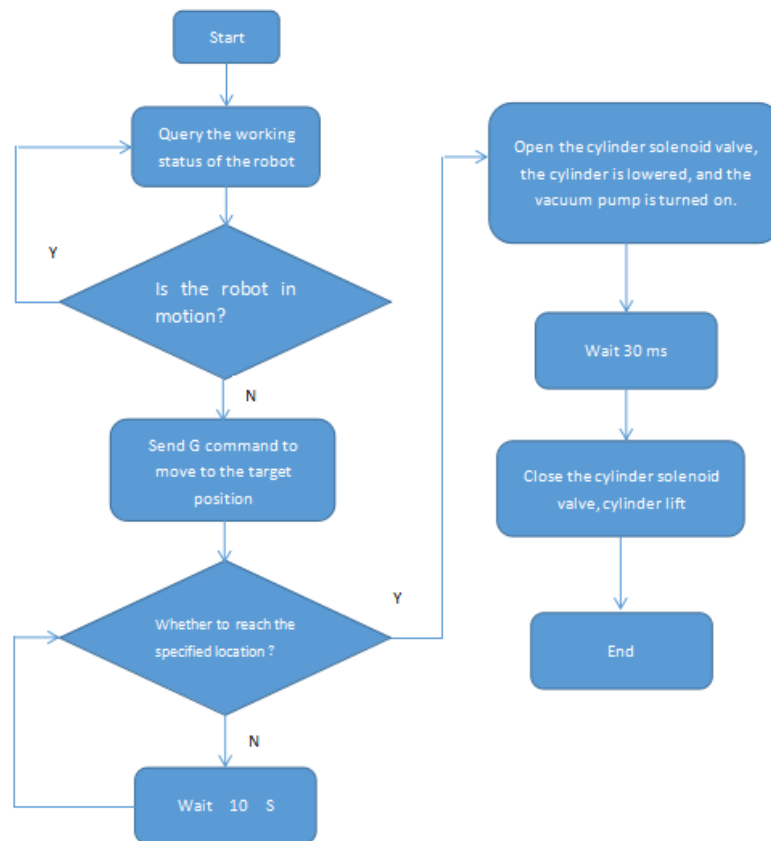 Start
Query the working
status of the robot
Y
Is the robot in
motion?
N
Send G command to
move to the target
position
Whether to reach the
specified location ?
Y
N
Wait 10 S
Open the cylinder solenoid valve,
the cylinder is lowered, and the
vacuum pump is turned on.
Wait 30 ms
Close the cylinder solenoid
valve, cylinder lift
End